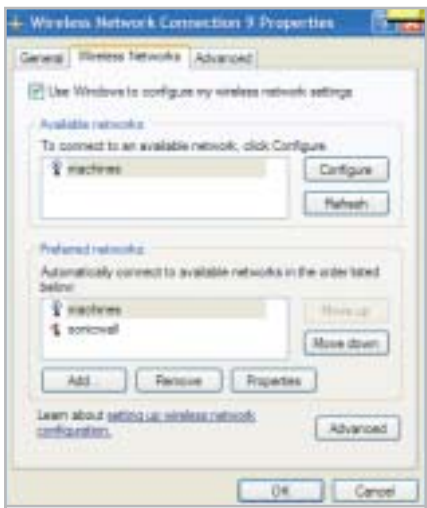 Wireless Network Connection 9 Properties
General Wireless Networks Advanced
Use Windows to configure my wireless network settings
Available networks:
To connect to an available network, click Configure.
machines
Configure
Refresh
Preferred networks:
Automatically connect to available networks in the order listed
below:
machines
sonicwall
Move up
Move down
Add... Remove Properties
Learn about setting up wireless network
configuration.
Advanced
OK Cancel